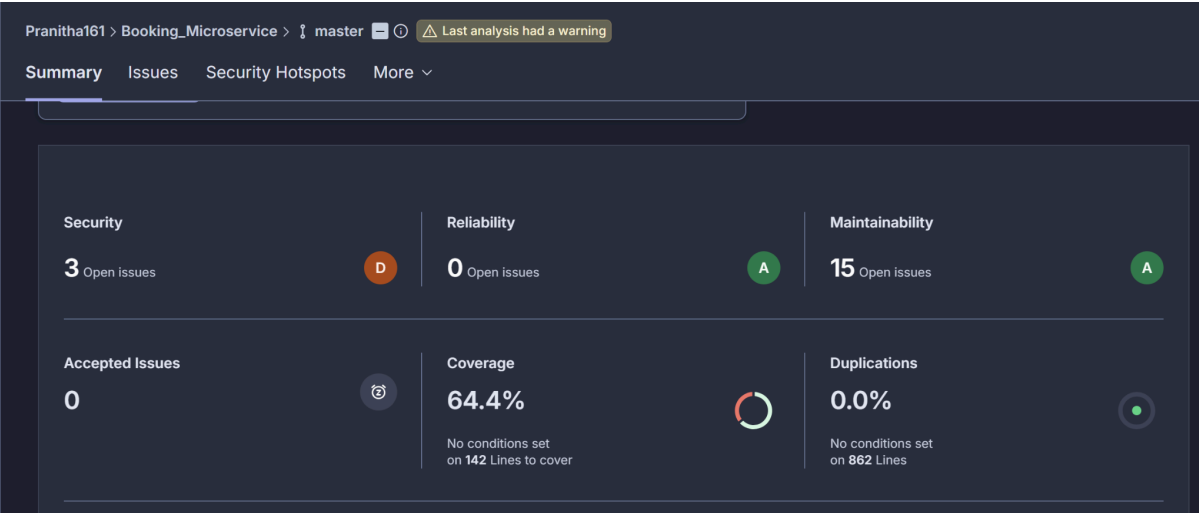 Pranitha161 > Booking_Microservice > master Last analysis had a warning
Summary Issues Security Hotspots More
Security
3 Open issues
D
Reliability
0 Open issues
A
Maintainability
15 Open issues
A
Accepted Issues
0
Coverage
64.4%
No conditions set
on 142 Lines to cover
Duplications
0.0%
No conditions set
on 862 Lines